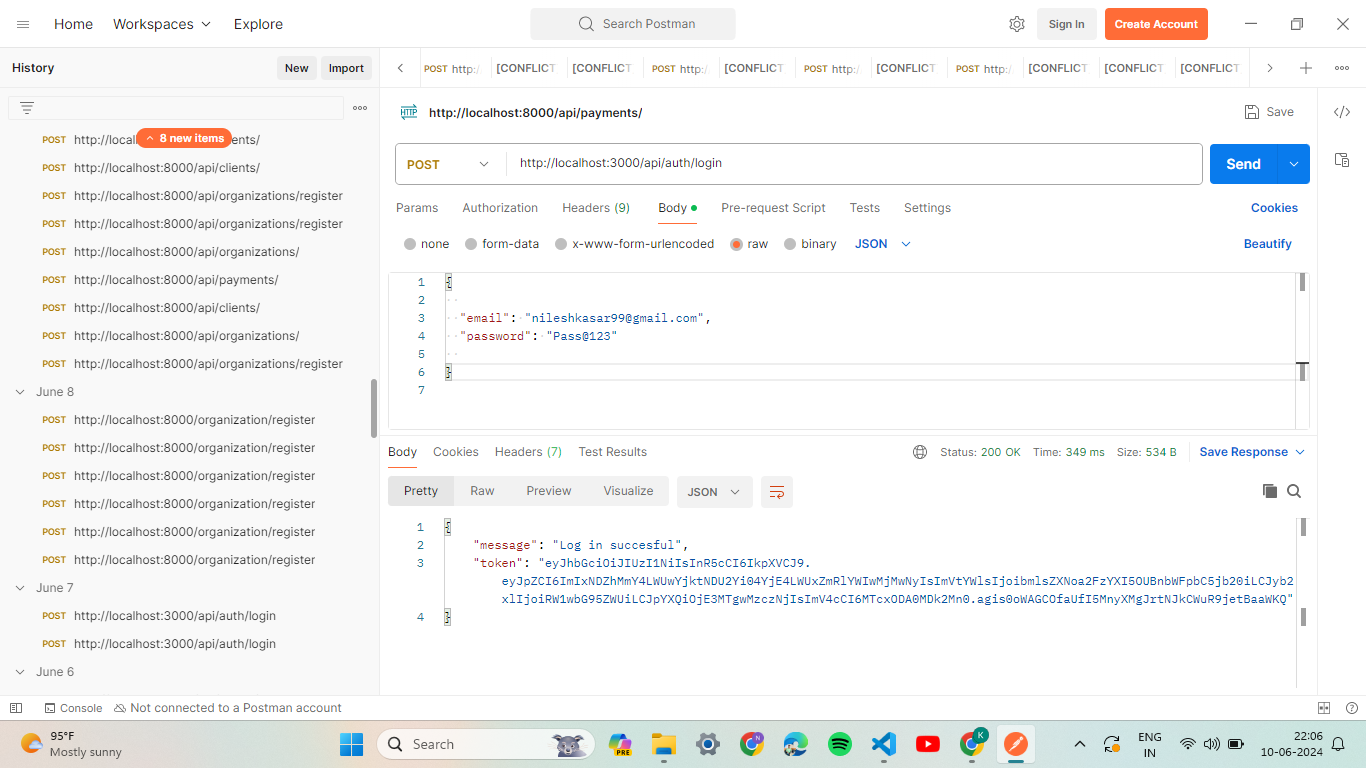 Home
Workspaces
Explore
Search Postman
Sign In
Create Account
History
New
Import
POST http:/
[CONFLICT
[CONFLICT
POST http:/
[CONFLICT
POST http:/
[CONFLICT
POST http:/
[CONFLICT
[CONFLICT
[CONFLICT
HTTP http://localhost:8000/api/payments/
Save
8 new items
POST http://local ents/
POST http://localhost:8000/api/clients/
POST http://localhost:8000/api/organizations/register
POST http://localhost:8000/api/organizations/register
POST http://localhost:8000/api/organizations/
POST http://localhost:8000/api/payments/
POST http://localhost:8000/api/clients/
POST http://localhost:8000/api/organizations/
POST http://localhost:8000/api/organizations/register
June 8
POST http://localhost:8000/organization/register
POST http://localhost:8000/organization/register
POST http://localhost:8000/organization/register
POST http://localhost:8000/organization/register
POST http://localhost:8000/organization/register
POST http://localhost:8000/organization/register
June 7
POST http://localhost:3000/api/auth/login
POST http://localhost:3000/api/auth/login
June 6
POST
http://localhost:3000/api/auth/login
Send
Params
Authorization
Headers (9)
Body
Pre-request Script
Tests
Settings
Cookies
none
form-data
x-www-form-urlencoded
raw
binary
JSON
Beautify
1 {
2
3 "email": "nileshkasar99@gmail.com",
4 "password": "Pass@123"
5
6 }
7
Body
Cookies
Headers (7)
Test Results
Status: 200 OK
Time: 349 ms
Size: 534 B
Save Response
Pretty
Raw
Preview
Visualize
JSON
1 {
2 "message": "Log in succesful",
3 "token": "eyJhbGciOiJIUzI1NiIsInR5cCI6IkpXVCJ9.
eyJpZCI6ImIxNDZhMmY4LWUwYjktNDU2Yi04YjE4LWUxZmRlYWIwMjMwNyIsImVtYWlsIjoibmlsZXNoa2FzYXI5OUBnbWFpbC5jb20iLCJyb2
xlIjoiRW1wbG95ZWUiLCJpYXQiOjE3MTgwMzczNjIsImV4cCI6MTcxODA0MDk2Mn0.agis0oWAGCOfaUfI5MnyXMgJrtNJkCWuR9jetBaaWKQ"
4 }
Console
Not connected to a Postman account
95°F
Mostly sunny
Search
PRE
N
K
ENG
IN
22:06
10-06-2024